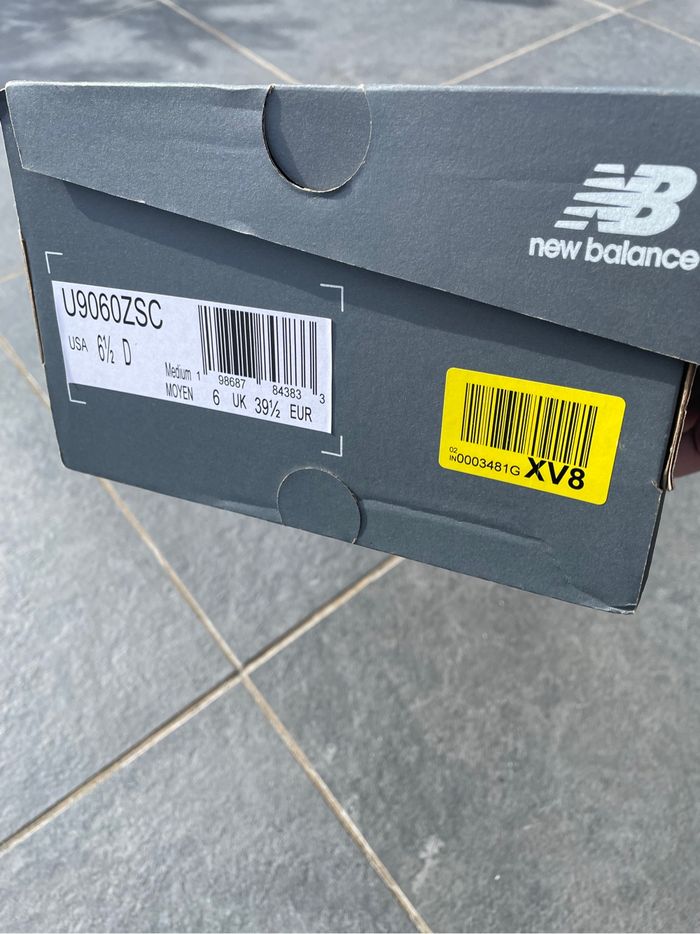 NB
new balance
U9060ZSC
USA 6½ D
Medium
MOYEN
1 98687 84383 3
6 UK 39½ EUR
02
IN0003481G XV8